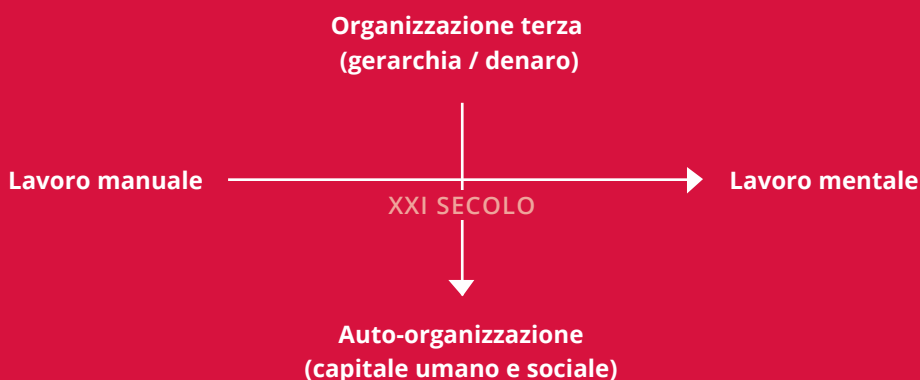 Organizzazione terza
(gerarchia / denaro)
Lavoro manuale
Lavoro mentale
XXI SECOLO
Auto-organizzazione
(capitale umano e sociale)